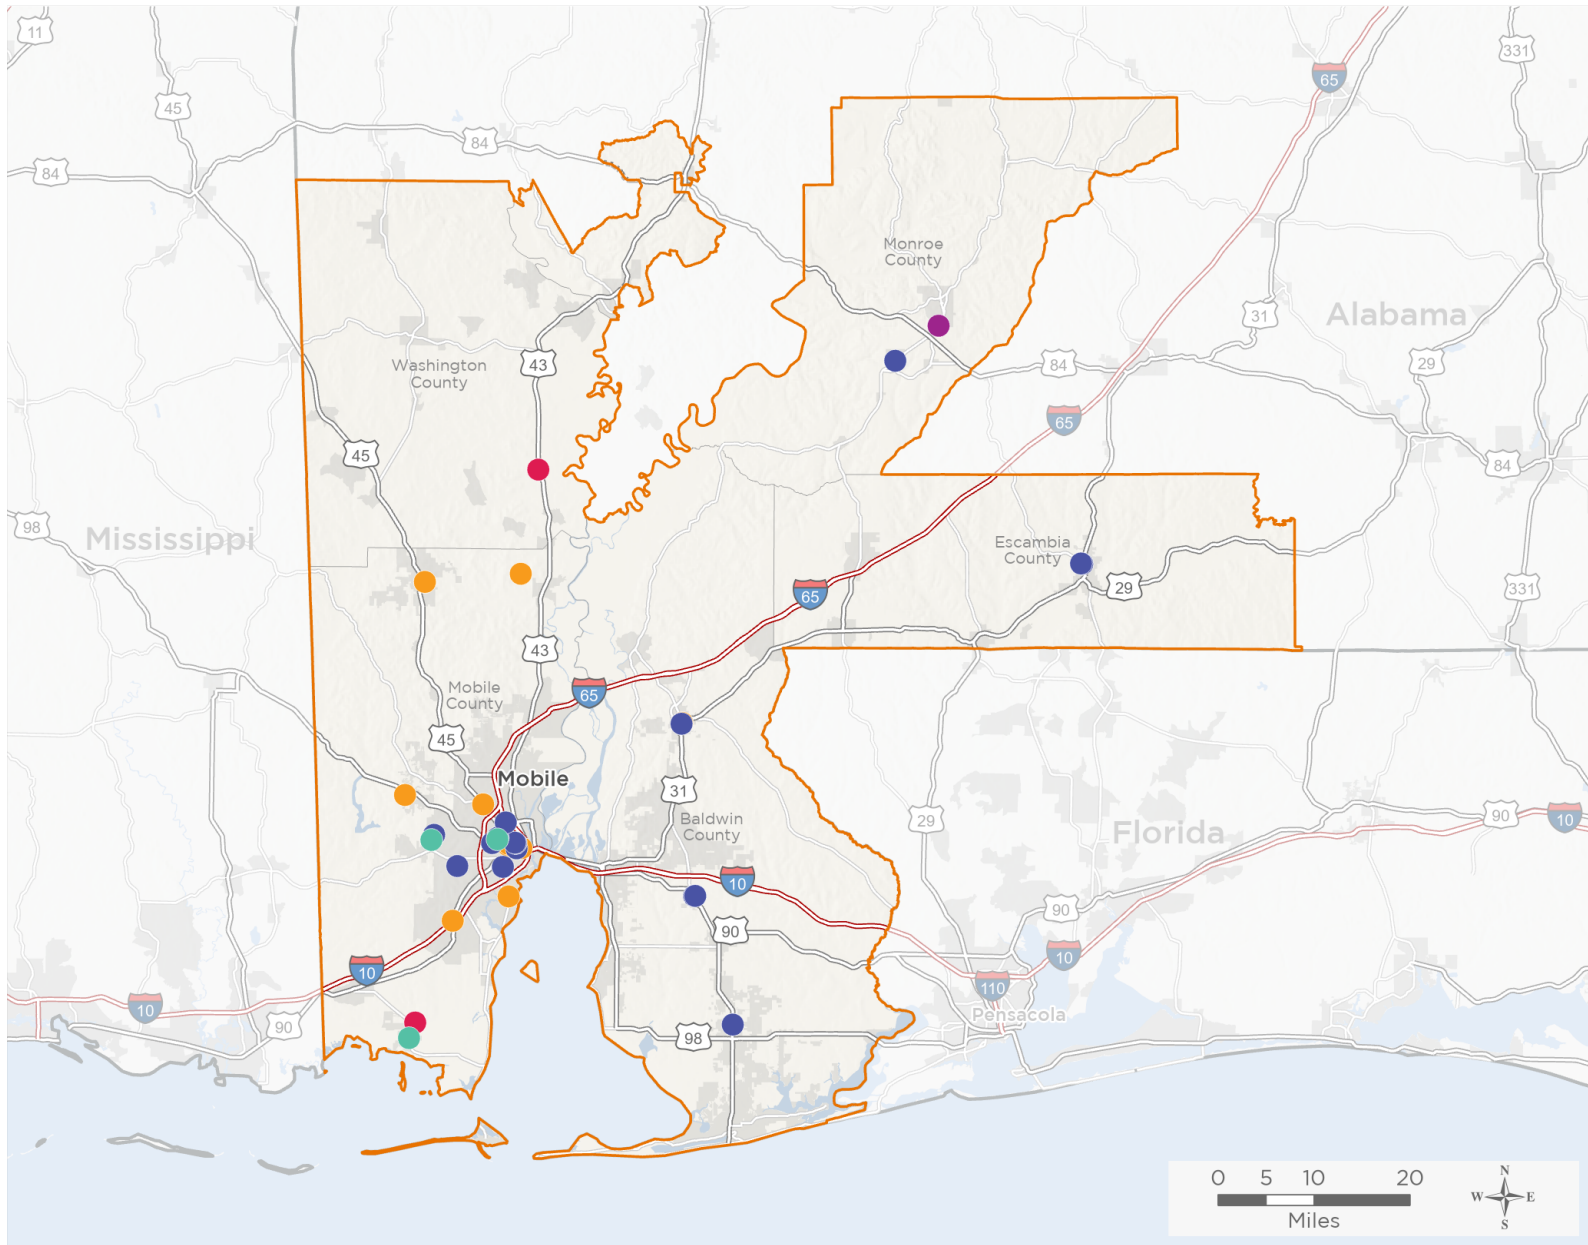 11
331
65
45
84
84
Monroe
County
Alabama
31
Washington
County
43
84
29
65
45
84
98
Mississippi
Escambia
County
29
331
65
43
Mobile
County
65
45
Mobile
31
Baldwin
County
29
Florida
90
10
10
90
90
10
10
110
10
Pensacola
90
98
0 5 10 20
Miles
N
W E
S